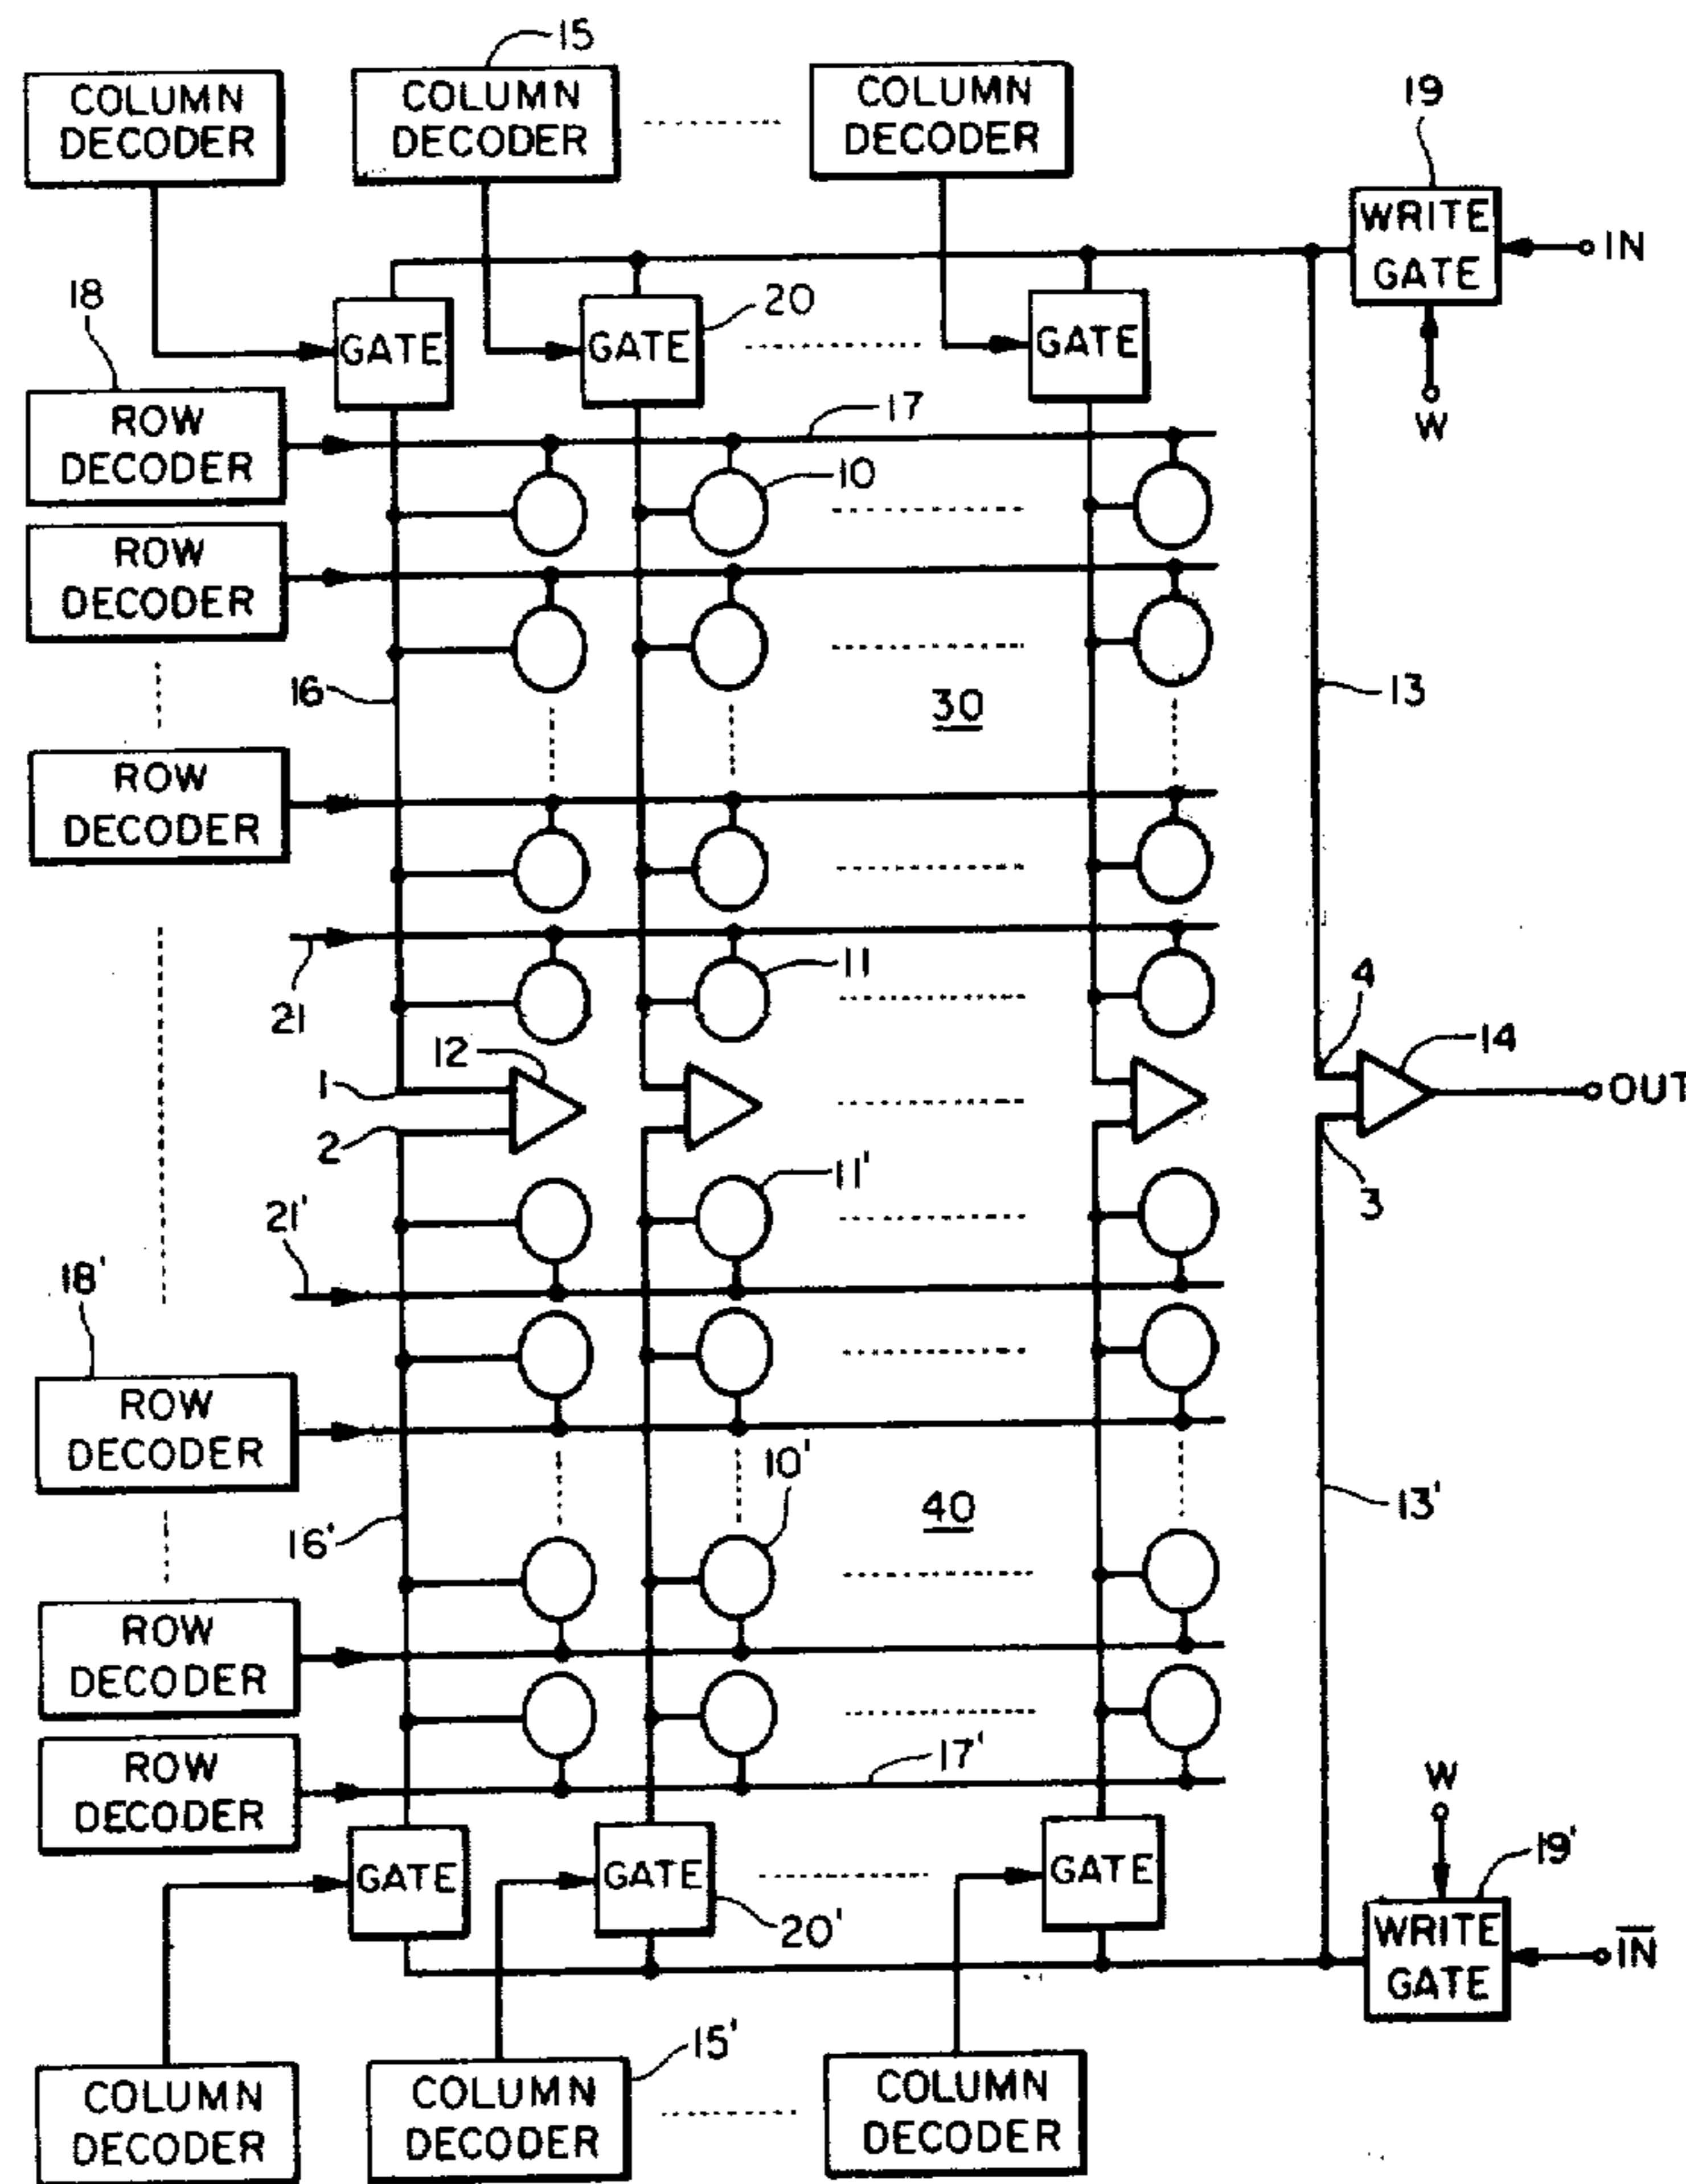 15
COLUMN DECODER
COLUMN DECODER
COLUMN DECODER
19
WRITE GATE
IN
W
18
GATE
GATE
20
GATE
ROW DECODER
17
10
ROW DECODER
16
30
13
ROW DECODER
21
11
4
12
14
1
OUT
2
3
11'
21'
18'
ROW DECODER
10'
40
13'
16'
ROW DECODER
ROW DECODER
17'
W
GATE
GATE
20'
GATE
19'
WRITE GATE
I̅N̅
15'
COLUMN DECODER
COLUMN DECODER
COLUMN DECODER